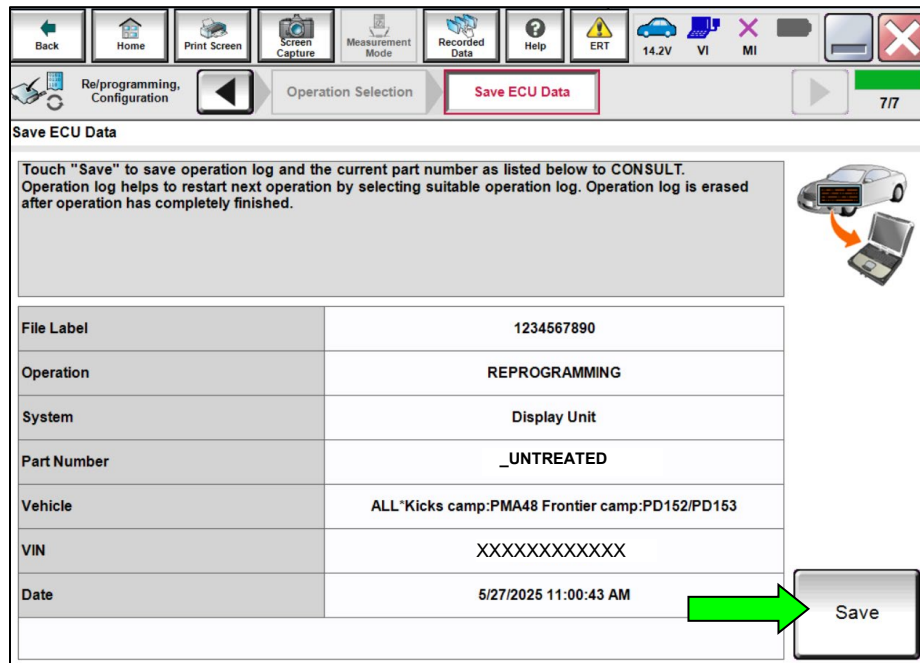 Back
Home
Print Screen
Screen Capture
Measurement Mode
Recorded Data
Help
ERT
14.2V
VI
MI
Re/programming, Configuration
Operation Selection
Save ECU Data
7/7
Save ECU Data
Touch "Save" to save operation log and the current part number as listed below to CONSULT.
Operation log helps to restart next operation by selecting suitable operation log. Operation log is erased
after operation has completely finished.
File Label
1234567890
Operation
REPROGRAMMING
System
Display Unit
Part Number
_UNTREATED
Vehicle
ALL*Kicks camp:PMA48 Frontier camp:PD152/PD153
VIN
XXXXXXXXXXXX
Date
5/27/2025 11:00:43 AM
Save